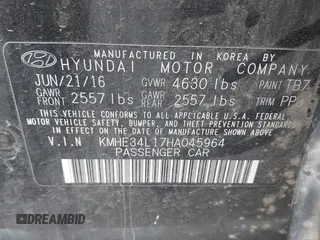 MANUFACTURED IN KOREA BY
HYUNDAI MOTOR COMPANY
JUN/21/16 GVWR 4630 lbs PAINT TB7
GAWR FRONT 2557 lbs GAWR REAR 2557 lbs TRIM PP
THIS VEHICLE CONFORMS TO ALL APPLICABLE U.S.A FEDERAL
MOTOR VEHICLE SAFETY, BUMPER, AND THEFT PREVENTION
STANDARDS IN EFFECT ON THE DATE OF MANUFACTURE
SHOWN ABOVE.
V.I.N KMHE34L17HA045964
PASSENGER CAR
©IAAI/BIDFAX